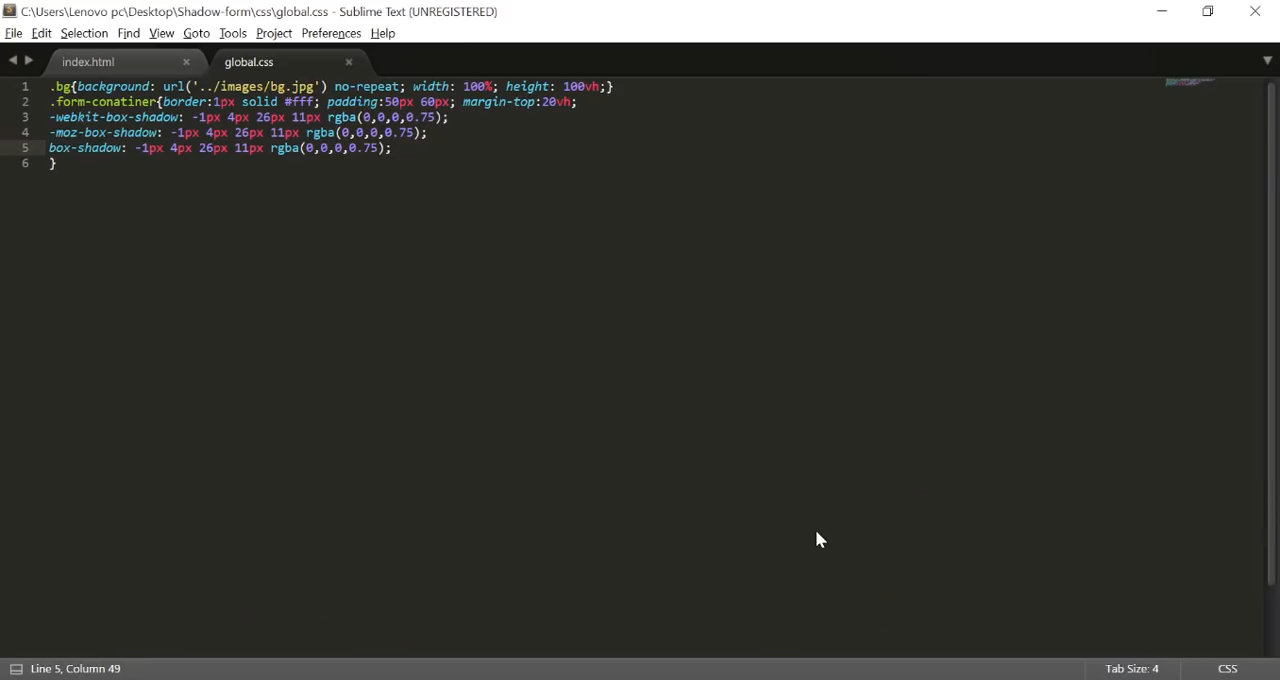 C:\Users\Lenovo pc\Desktop\Shadow-form\css\global.css - Sublime Text (UNREGISTERED)
File Edit Selection Find View Goto Tools Project Preferences Help
index.html × global.css ×
1 .bg{background: url('../images/bg.jpg') no-repeat; width: 100%; height: 100vh;}
2 .form-conatiner{border:1px solid #fff; padding:50px 60px; margin-top:20vh;
3 -webkit-box-shadow: -1px 4px 26px 11px rgba(0,0,0,0.75);
4 -moz-box-shadow: -1px 4px 26px 11px rgba(0,0,0,0.75);
5 box-shadow: -1px 4px 26px 11px rgba(0,0,0,0.75);
6 }
Line 5, Column 49 Tab Size: 4 CSS